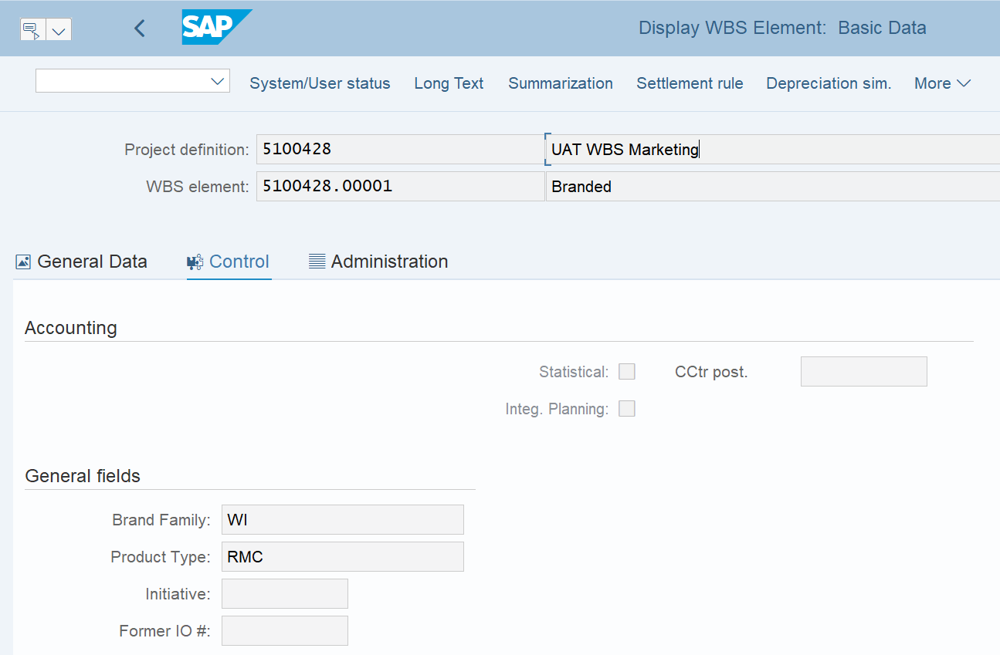 SAP
Display WBS Element: Basic Data
System/User status Long Text Summarization Settlement rule Depreciation sim. More
Project definition: 5100428 UAT WBS Marketing
WBS element: 5100428.00001 Branded
General Data Control Administration
Accounting
Statistical: CCtr post.
Integ. Planning:
General fields
Brand Family: WI
Product Type: RMC
Initiative:
Former IO #: